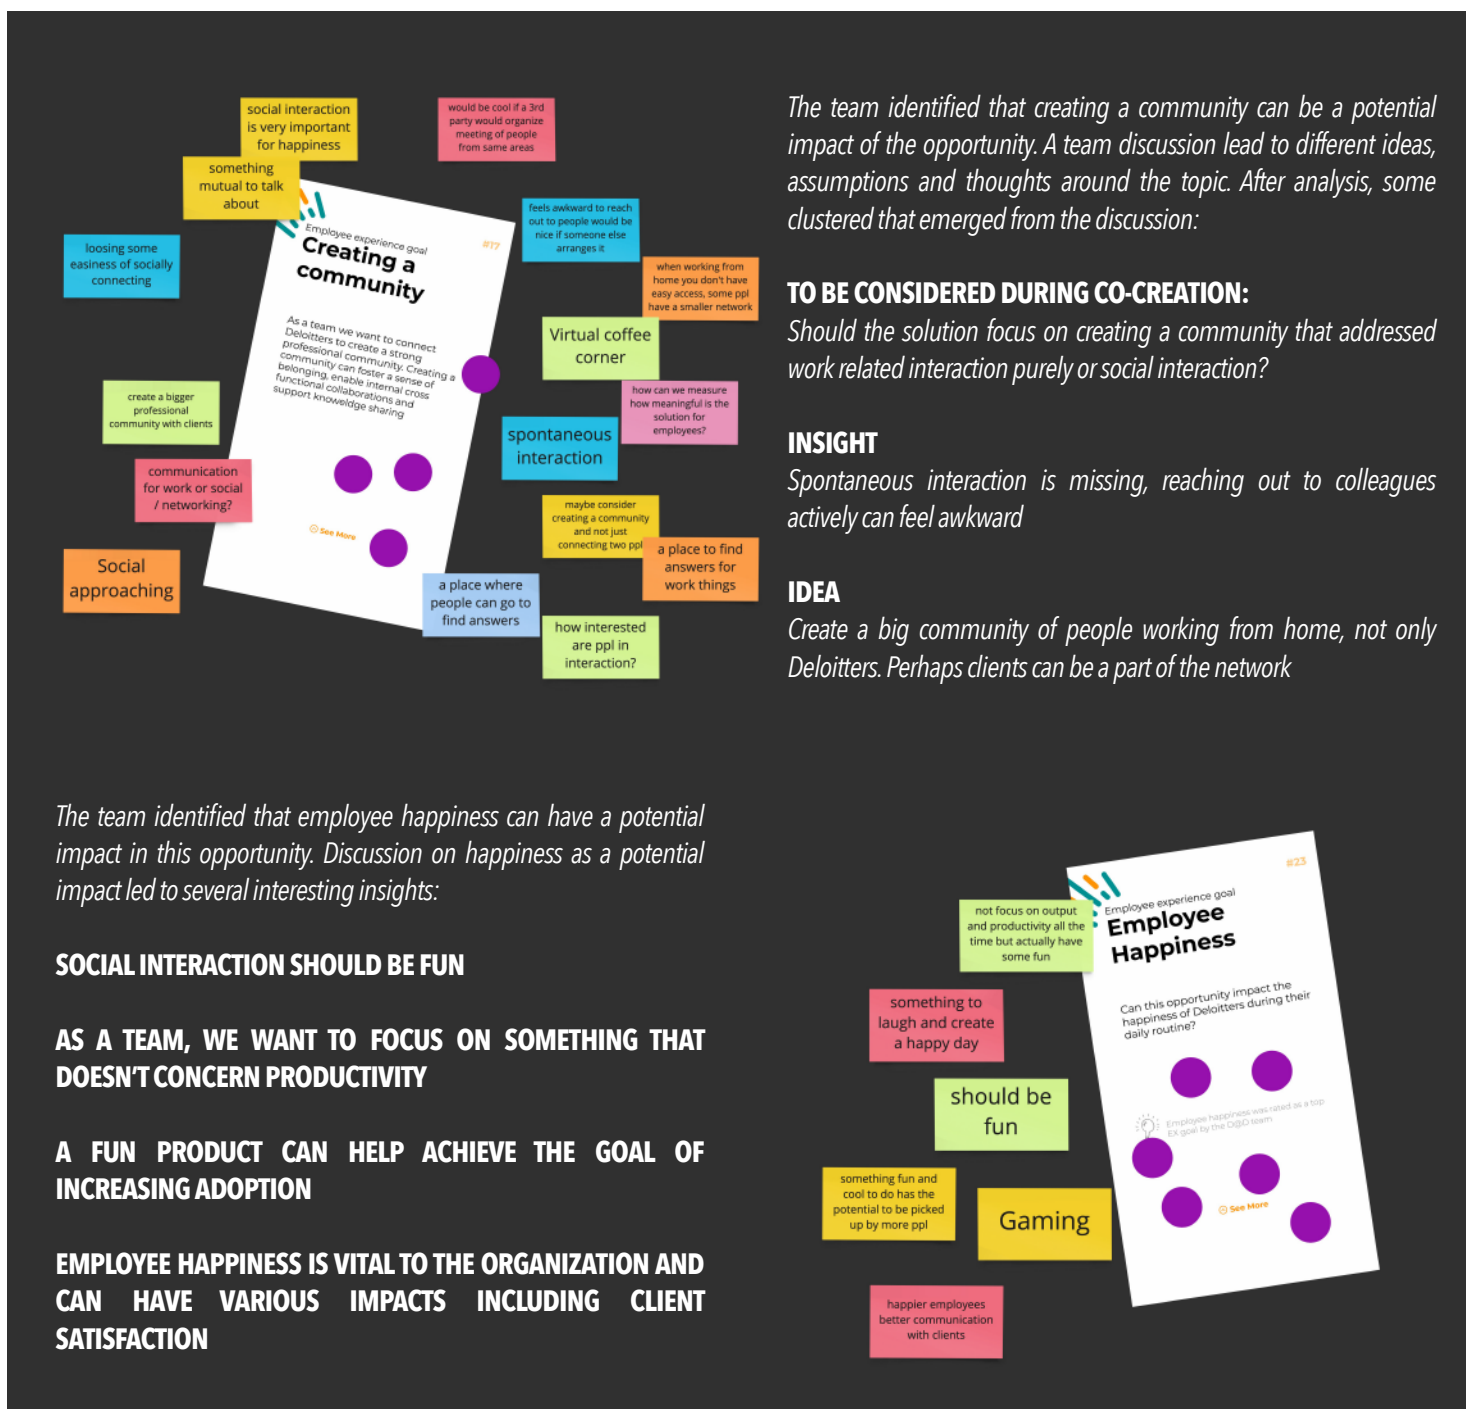 social interaction
is very important
for happiness
something
mutual to talk
about
would be cool if a 3rd
party would organize
meeting of people
from same areas
loosing some
easiness of socially
connecting
feels awkward to reach
out to people would be
nice if someone else
arranges it
when working from
home you don't have
easy access, some ppl
have a smaller network
#17
Employee experience goal
Creating a
community
As a team we want to connect
Deloitters to create a strong
professional community. Creating a
community can foster a sense of
belonging, enable internal cross
functional collaborations and
support knoweldge sharing
See More
Virtual coffee
corner
how can we measure
how meaningful is the
solution for
employees?
create a bigger
professional
community with clients
spontaneous
interaction
communication
for work or social
/ networking?
maybe consider
creating a community
and not just
connecting two ppl
a place to find
answers for
work things
Social
approaching
a place where
people can go to
find answers
how interested
are ppl in
interaction?
The team identified that creating a community can be a potential
impact of the opportunity. A team discussion lead to different ideas,
assumptions and thoughts around the topic. After analysis, some
clustered that emerged from the discussion:
TO BE CONSIDERED DURING CO-CREATION:
Should the solution focus on creating a community that addressed
work related interaction purely or social interaction?
INSIGHT
Spontaneous interaction is missing, reaching out to colleagues
actively can feel awkward
IDEA
Create a big community of people working from home, not only
Deloitters. Perhaps clients can be a part of the network
The team identified that employee happiness can have a potential
impact in this opportunity. Discussion on happiness as a potential
impact led to several interesting insights:
SOCIAL INTERACTION SHOULD BE FUN
AS A TEAM, WE WANT TO FOCUS ON SOMETHING THAT
DOESN'T CONCERN PRODUCTIVITY
A FUN PRODUCT CAN HELP ACHIEVE THE GOAL OF
INCREASING ADOPTION
EMPLOYEE HAPPINESS IS VITAL TO THE ORGANIZATION AND
CAN HAVE VARIOUS IMPACTS INCLUDING CLIENT
SATISFACTION
#23
Employee experience goal
Employee
Happiness
Can this opportunity impact the
happiness of Deloitters during their
daily routine?
Employee happiness was rated as a top
EX goal by the D@D team
See More
not focus on output
and productivity all the
time but actually have
some fun
something to
laugh and create
a happy day
should be
fun
something fun and
cool to do has the
potential to be picked
up by more ppl
Gaming
happier employees
better communication
with clients